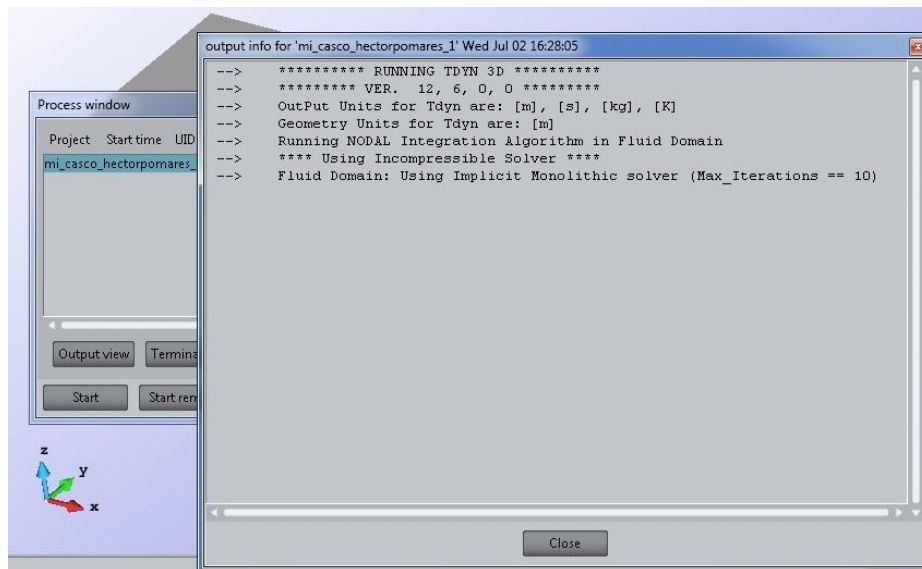 output info for 'mi_casco_hectorpomares_1' Wed Jul 02 16:28:05
--> ********** RUNNING TDYN 3D **********
--> ********* VER. 12, 6, 0, 0 *********
--> OutPut Units for Tdyn are: [m], [s], [kg], [K]
--> Geometry Units for Tdyn are: [m]
--> Running NODAL Integration Algorithm in Fluid Domain
--> **** Using Incompressible Solver ****
--> Fluid Domain: Using Implicit Monolithic solver (Max_Iterations == 10)
Close
Process window
Project Start time UID
mi_casco_hectorpomares_
Output view Termina
Start Start rem
z
y
x